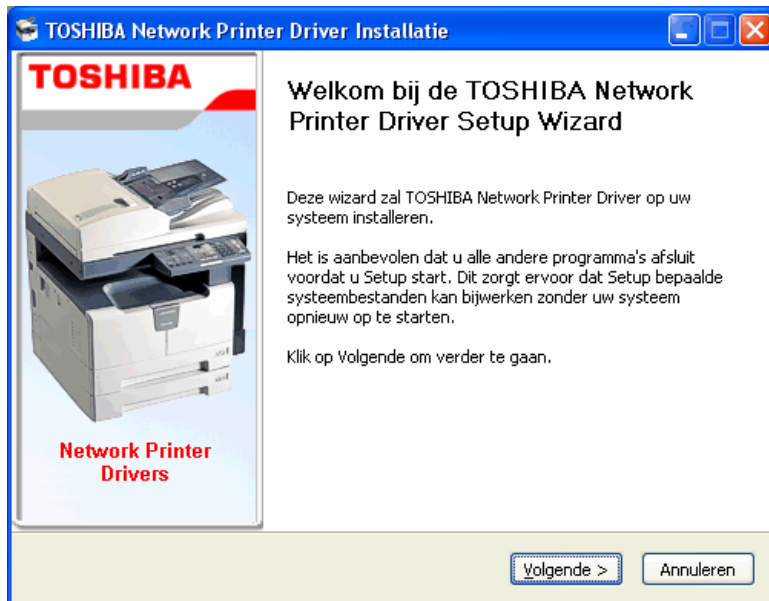 TOSHIBA Network Printer Driver Installatie
TOSHIBA
Welkom bij de TOSHIBA Network
Printer Driver Setup Wizard
Deze wizard zal TOSHIBA Network Printer Driver op uw
systeem installeren.
Het is aanbevolen dat u alle andere programma's afsluit
voordat u Setup start. Dit zorgt ervoor dat Setup bepaalde
systeembestanden kan bijwerken zonder uw systeem
opnieuw op te starten.
Klik op Volgende om verder te gaan.
Network Printer
Drivers
Volgende >
Annuleren